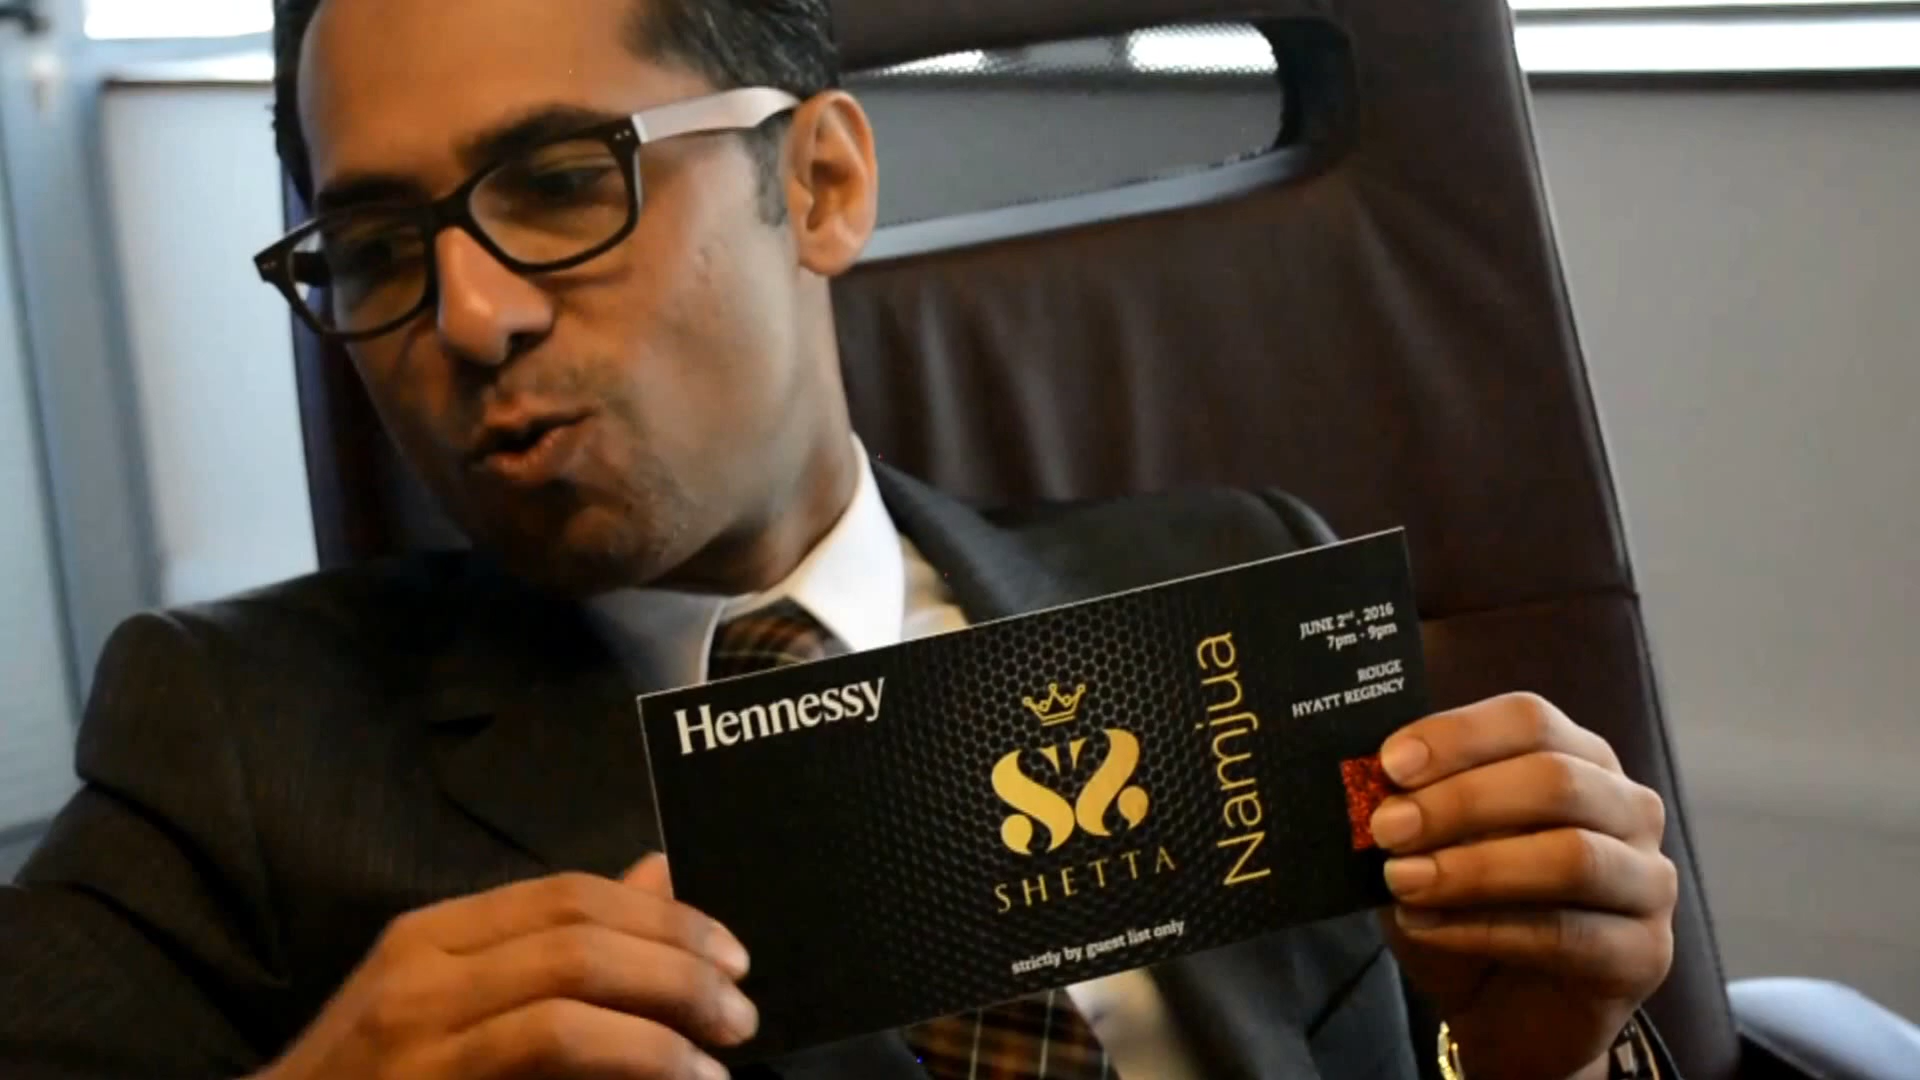 Hennessy
SHETTA
strictly by guest list only
Namjua
JUNE 2nd, 2016
7pm - 9pm
ROUGE
HYATT REGENCY